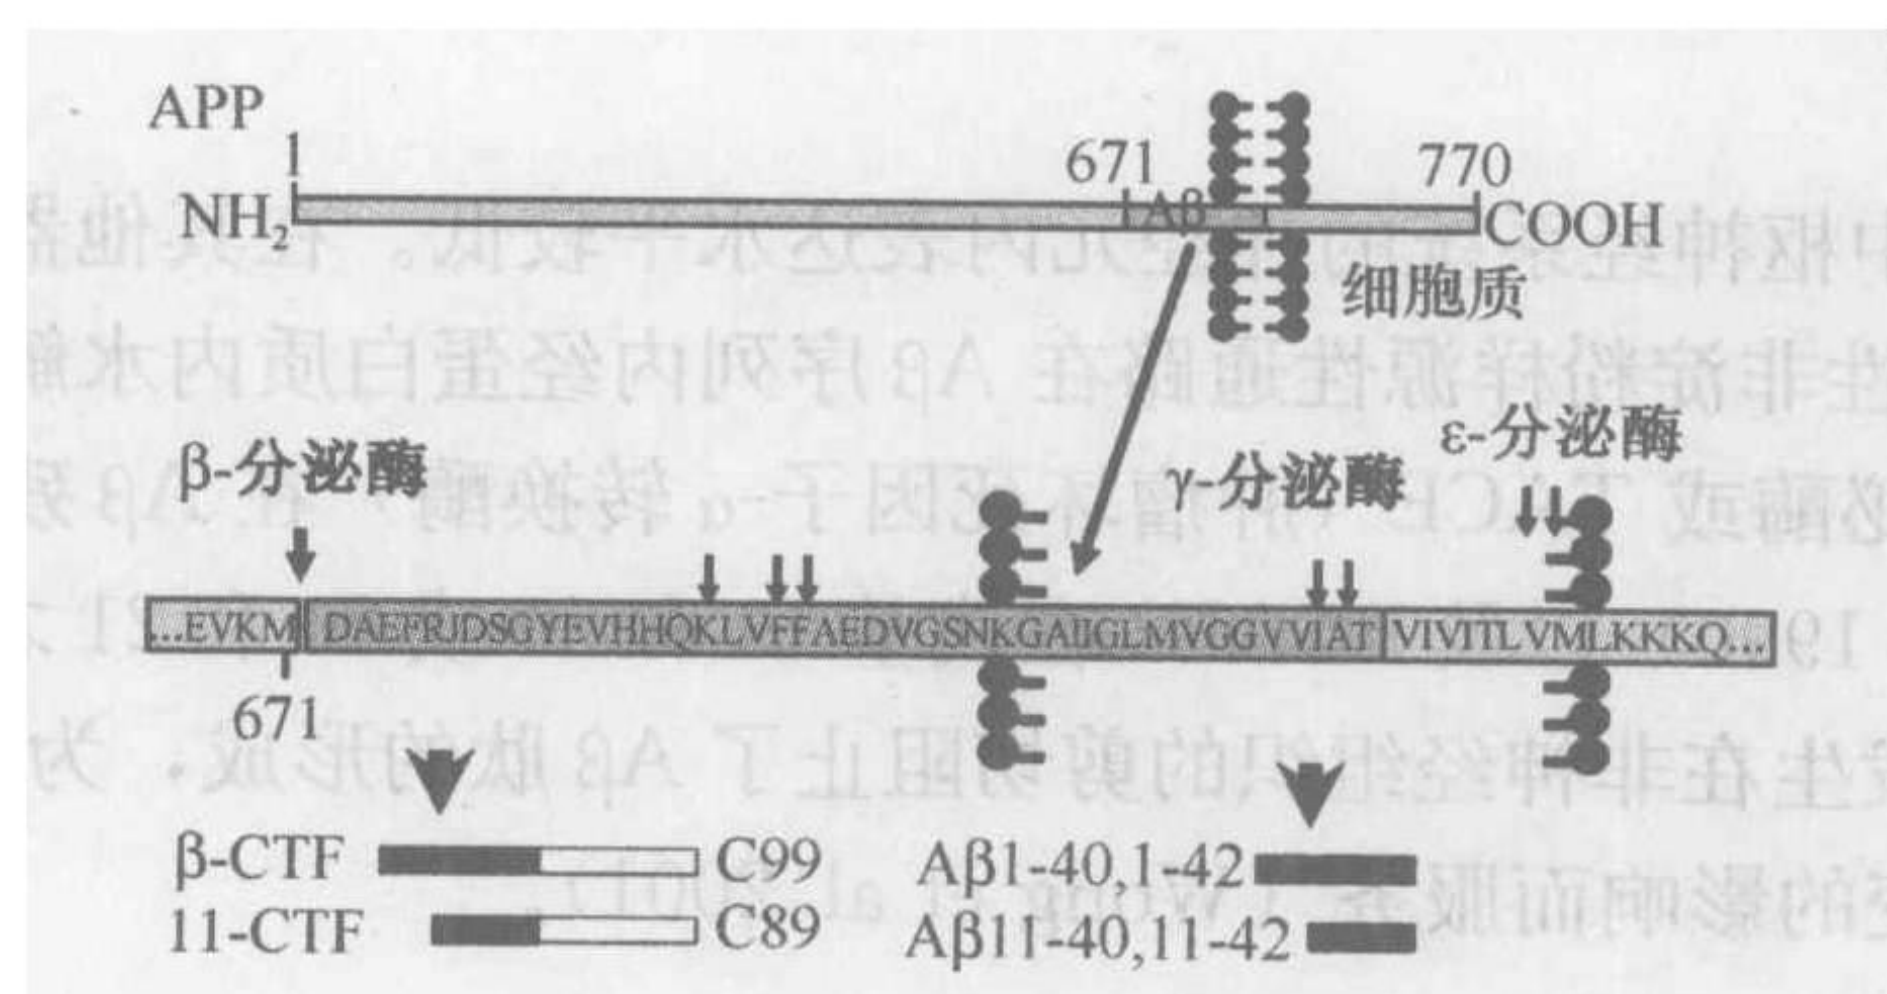 APP
1
671
770
NH₂
Aβ
COOH
细胞质
β-分泌酶
γ-分泌酶
ε-分泌酶
...EVKM DAEFRJDSGYEVHHQKLVFFAEDVGSNKGAIIGLMVGGVVIAT VIVITLVMLKKKQ...
671
β-CTF C99
11-CTF C89
Aβ1-40,1-42
Aβ11-40,11-42